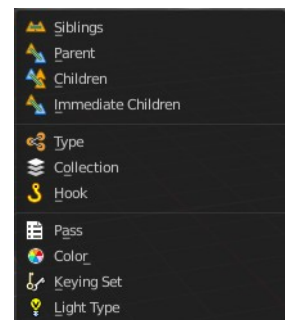 Siblings
Parent
Children
Immediate Children
Type
Collection
Hook
Pass
Color
Keying Set
Light Type